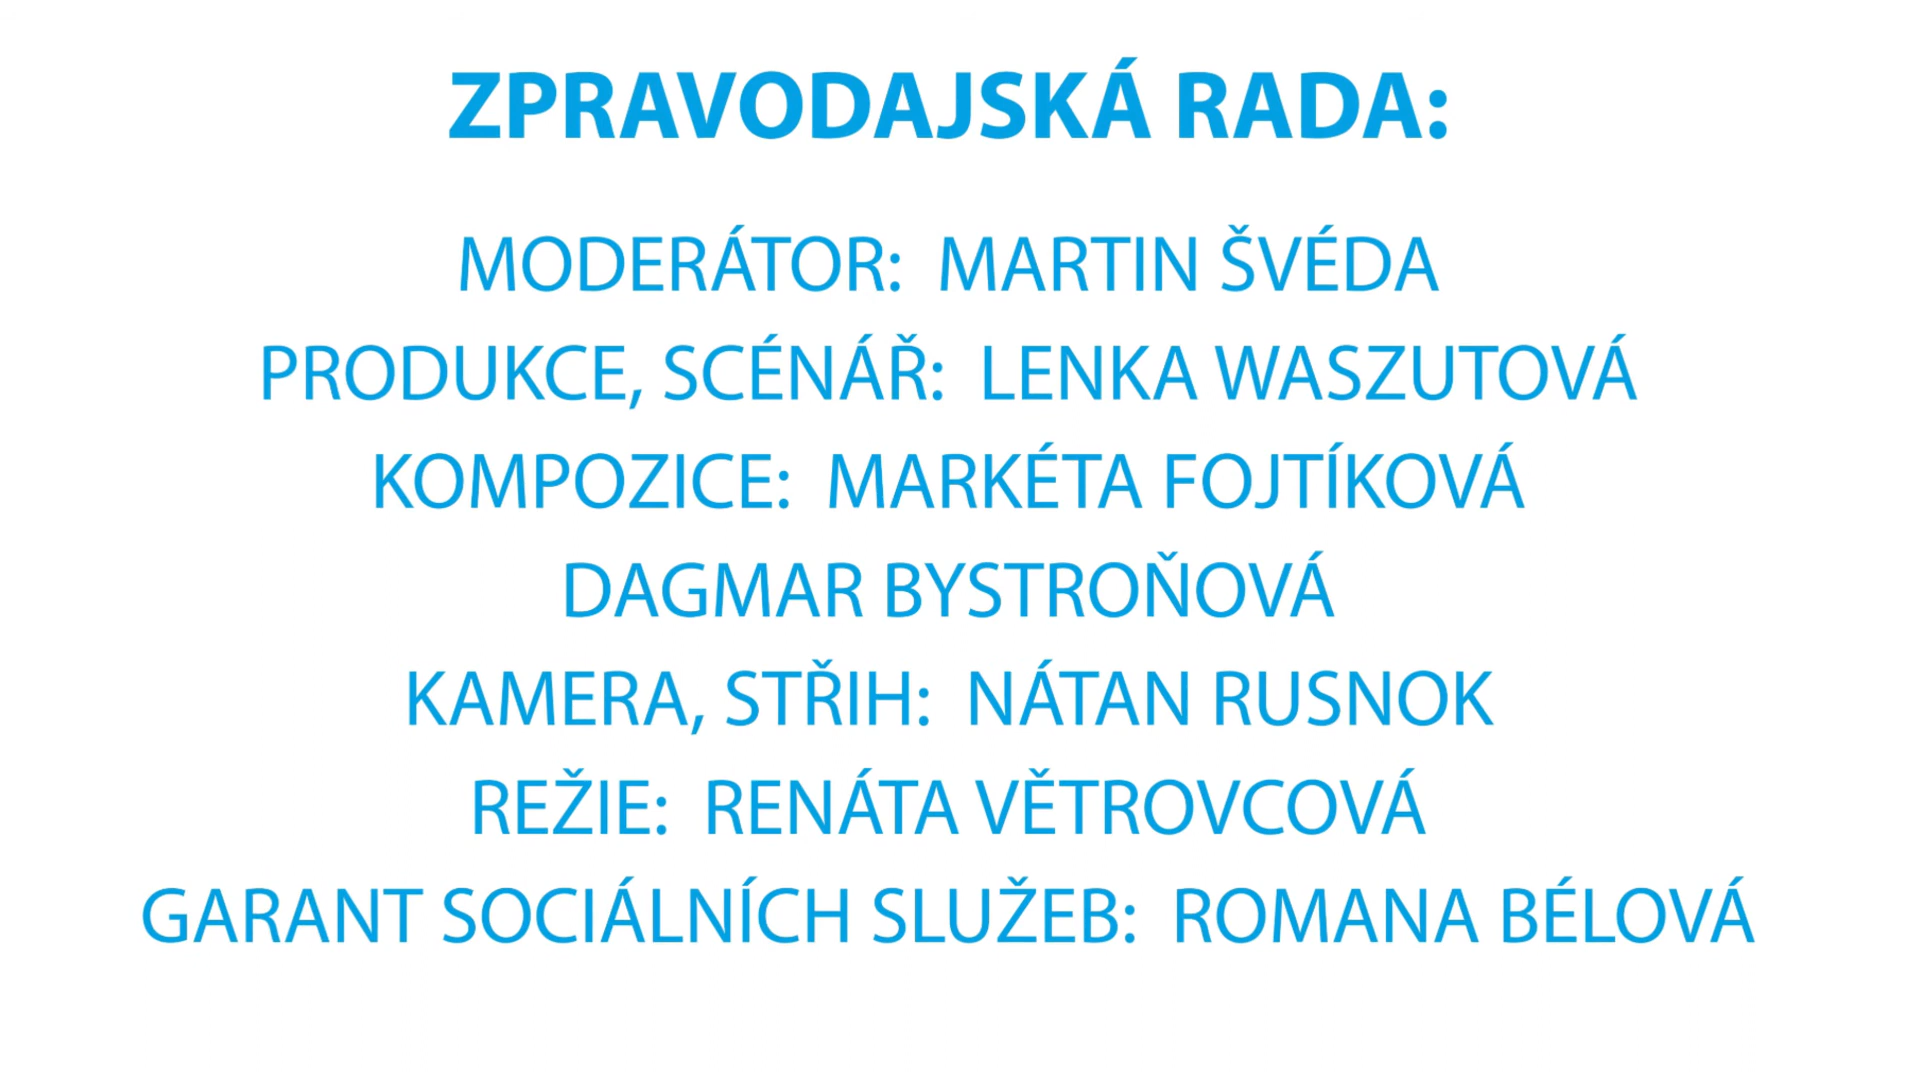 ZPRAVODAJSKÁ RADA:
MODERÁTOR: MARTIN ŠVÉDA
PRODUKCE, SCÉNÁŘ: LENKA WASZUTOVÁ
KOMPOZICE: MARKÉTA FOJTÍKOVÁ
DAGMAR BYSTROŇOVÁ
KAMERA, STŘIH: NÁTAN RUSNOK
REŽIE: RENÁTA VĚTROVCOVÁ
GARANT SOCIÁLNÍCH SLUŽEB: ROMANA BÉLOVÁ